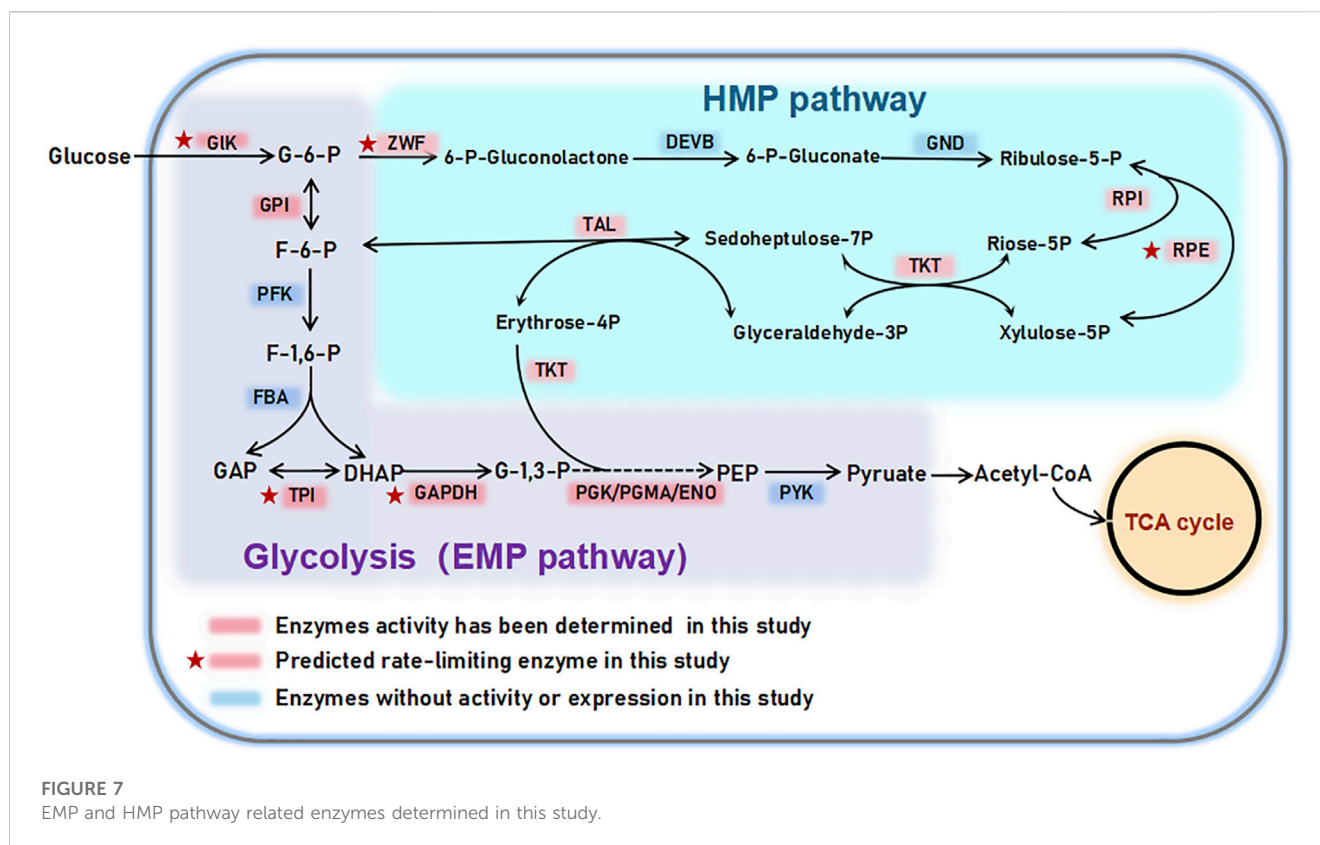 HMP pathway
Glucose
GIK
G-6-P
ZWF
6-P-Gluconolactone
DEVB
6-P-Gluconate
GND
Ribulose-5-P
GPI
RPI
F-6-P
TAL
Sedoheptulose-7P
Riose-5P
RPE
TKT
PFK
Erythrose-4P
Glyceraldehyde-3P
Xylulose-5P
F-1,6-P
TKT
FBA
GAP
DHAP
G-1,3-P
PEP
Pyruate
Acetyl-CoA
TPI
GAPDH
PGK/PGMA/ENO
PYK
TCA cycle
Glycolysis (EMP pathway)
Enzymes activity has been determined in this study
Predicted rate-limiting enzyme in this study
Enzymes without activity or expression in this study
FIGURE 7
EMP and HMP pathway related enzymes determined in this study.